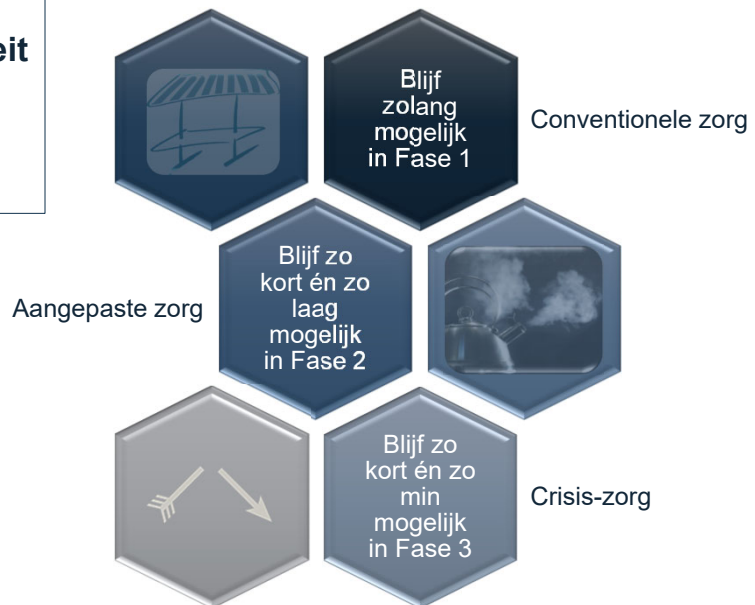 eit
Blijf
zolang
mogelijk
in Fase 1
Conventionele zorg
Aangepaste zorg
Blijf zo
kort én zo
laag
mogelijk
in Fase 2
Blijf zo
kort én zo
min
mogelijk
in Fase 3
Crisis-zorg